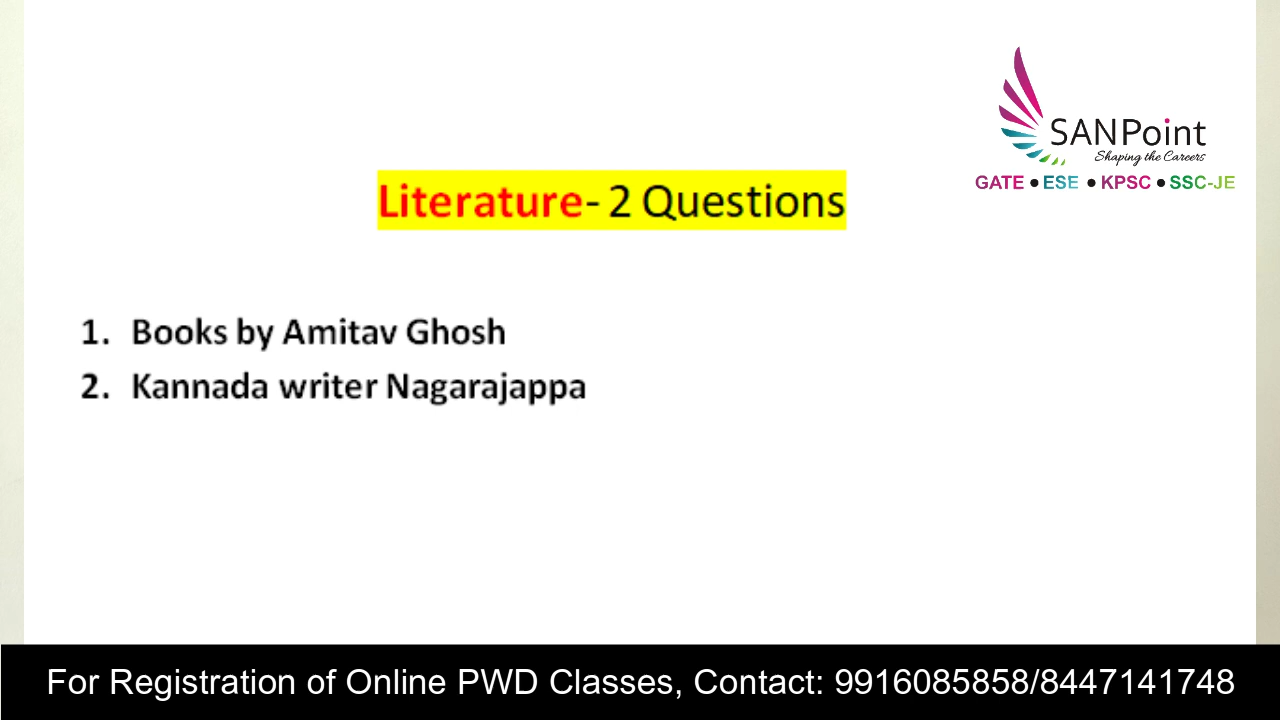 SANPoint
Shaping the Careers
GATE ● ESE ● KPSC ● SSC-JE
Literature- 2 Questions
1. Books by Amitav Ghosh
2. Kannada writer Nagarajappa
For Registration of Online PWD Classes, Contact: 9916085858/8447141748